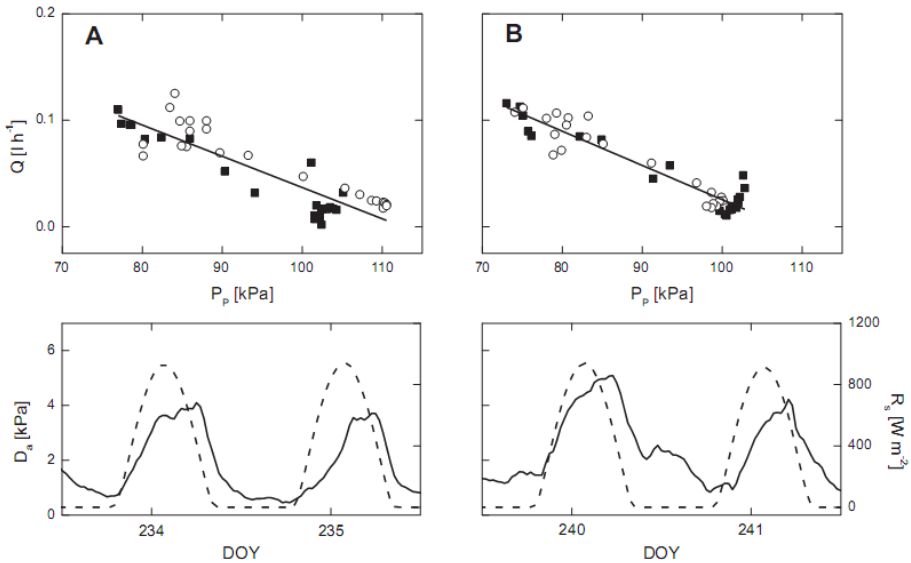 A
B
Q [l h-1]
0.2
0.1
0.0
70 80 90 100 110
70 80 90 100 110
Pp [kPa]
Pp [kPa]
Da [kPa]
6
4
2
0
1200
800
400
0
Rs [W m-2]
234 235
240 241
DOY
DOY